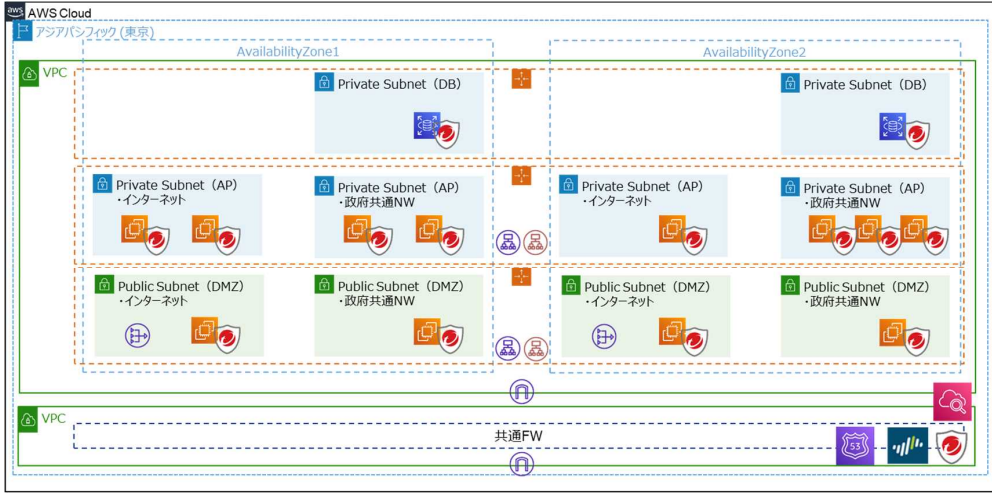 aws
AWS Cloud
アジアパシフィック (東京)
AvailabilityZone1
AvailabilityZone2
VPC
Private Subnet（DB）
Private Subnet（DB）
Private Subnet（AP）
・インターネット
Private Subnet（AP）
・政府共通NW
Private Subnet（AP）
・インターネット
Private Subnet（AP）
・政府共通NW
Public Subnet（DMZ）
・インターネット
Public Subnet（DMZ）
・政府共通NW
Public Subnet（DMZ）
・インターネット
Public Subnet（DMZ）
・政府共通NW
VPC
共通FW
53